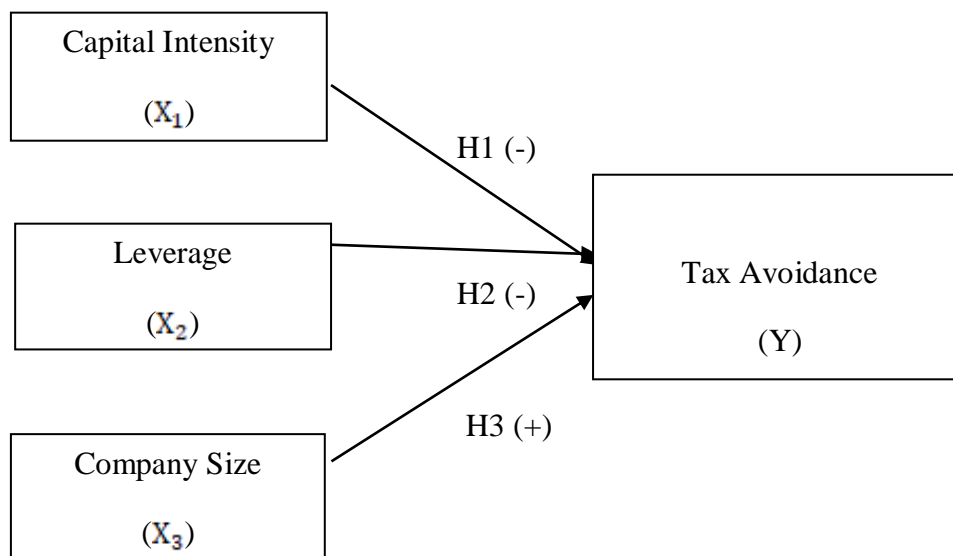 Capital Intensity
(X₁)
H1 (-)
Leverage
(X₂)
H2 (-)
Tax Avoidance
(Y)
H3 (+)
Company Size
(X₃)